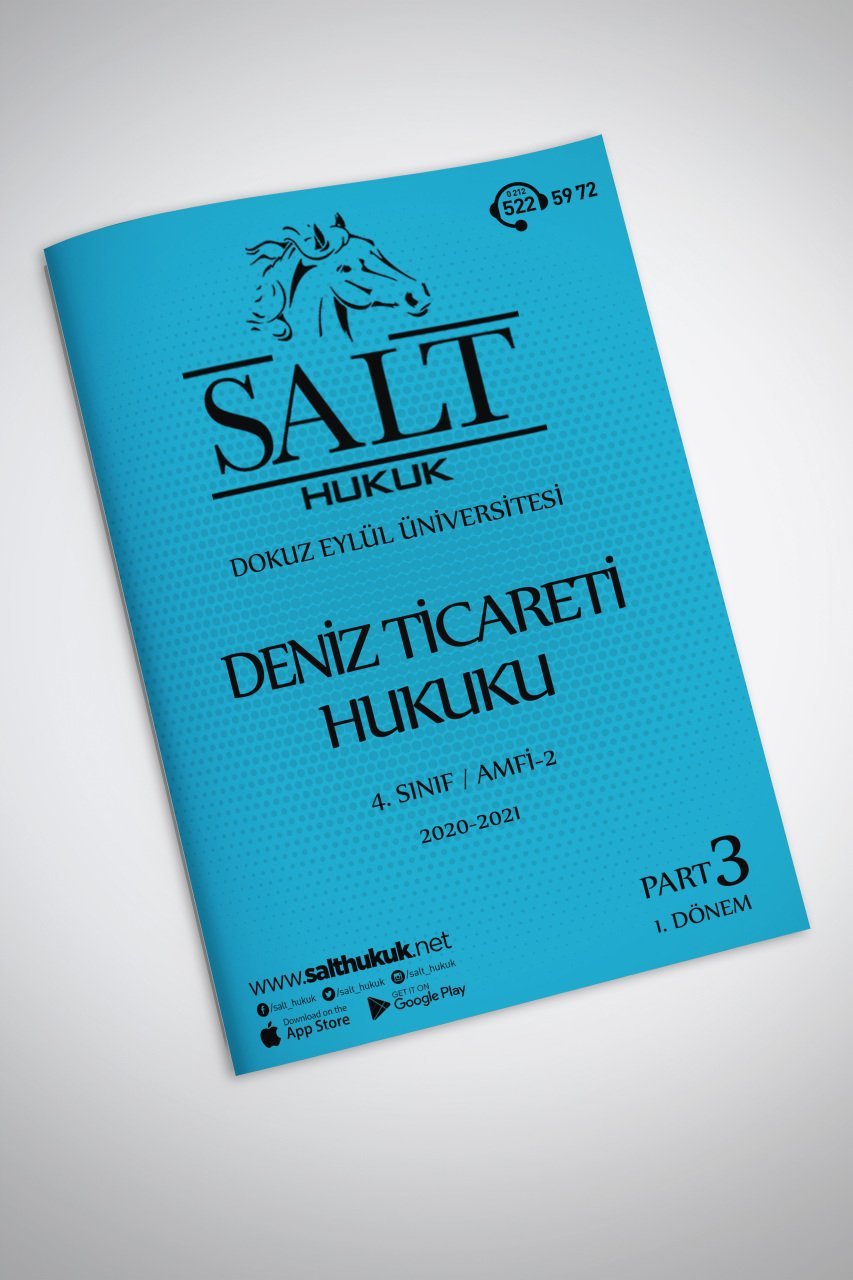 0 212
522 59 72
SALT
HUKUK
DOKUZ EYLÜL ÜNİVERSİTESİ
DENİZ TİCARETİ
HUKUKU
4. SINIF / AMFİ-2
2020-2021
PART 3
1. DÖNEM
www.salthukuk.net
/salt_hukuk /salt_hukuk /salt_hukuk
Download on the
App Store
GET IT ON
Google Play